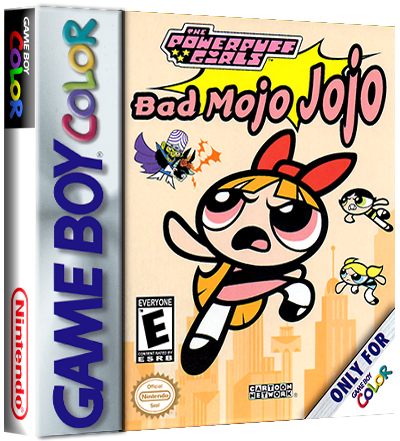 GAME BOY
COLOR
Nintendo
GAME BOY COLOR
THE
POWERPUFF
GIRLS™
Bad Mojo Jojo
EVERYONE
E
CONTENT RATED BY
ESRB
Official
Nintendo
Seal
CARTOON
NETWORK
ONLY FOR
GAME BOY
COLOR